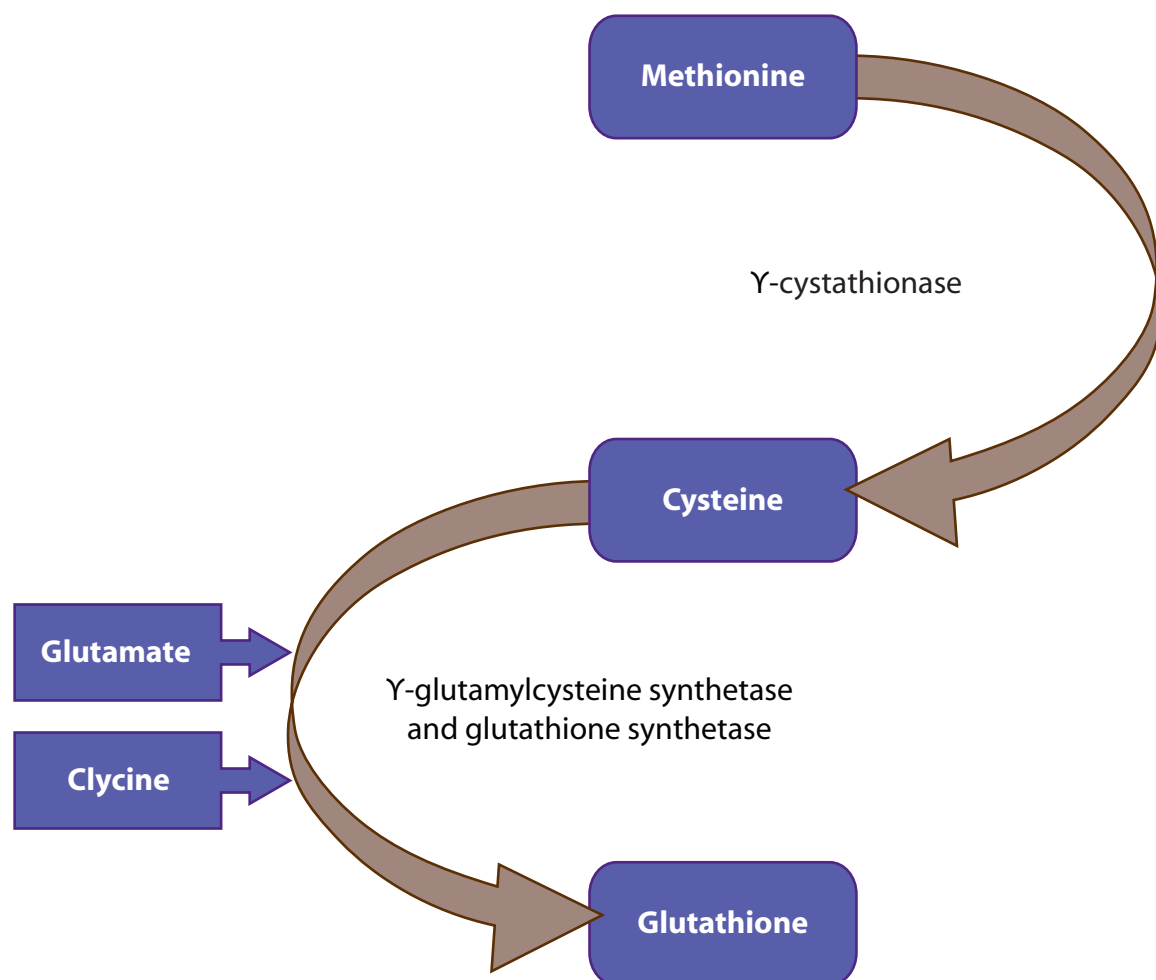 Methionine
ϒ-cystathionase
Cysteine
Glutamate
ϒ-glutamylcysteine synthetase
and glutathione synthetase
Clycine
Glutathione